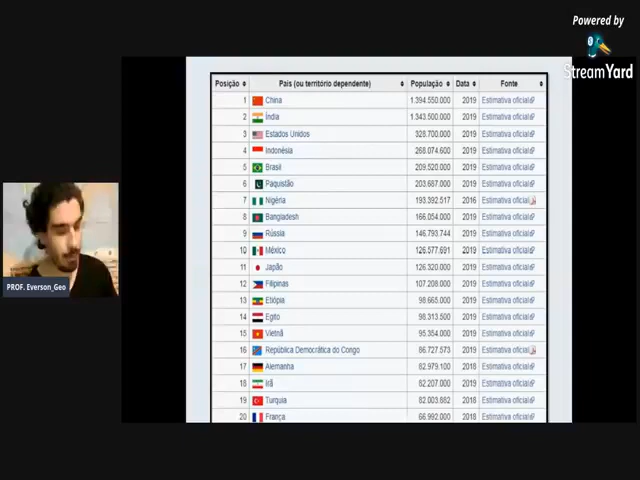 Powered by
StreamYard
Posição País (ou território dependente) População Data Fonte
1 China 1.394.550.000 2019 Estimativa oficial
2 Índia 1.343.500.000 2019 Estimativa oficial
3 Estados Unidos 328.700.000 2019 Estimativa oficial
4 Indonésia 268.074.600 2019 Estimativa oficial
5 Brasil 209.520.000 2019 Estimativa oficial
6 Paquistão 203.687.000 2019 Estimativa oficial
7 Nigéria 193.392.517 2016 Estimativa oficial
8 Bangladesh 166.054.000 2019 Estimativa oficial
9 Rússia 146.793.744 2019 Estimativa oficial
10 México 126.577.691 2019 Estimativa oficial
11 Japão 126.320.000 2019 Estimativa oficial
12 Filipinas 107.208.000 2019 Estimativa oficial
13 Etiópia 98.665.000 2019 Estimativa oficial
14 Egito 98.313.500 2019 Estimativa oficial
15 Vietnã 95.354.000 2019 Estimativa oficial
16 República Democrática do Congo 86.727.573 2019 Estimativa oficial
17 Alemanha 82.979.100 2018 Estimativa oficial
18 Irã 82.207.000 2019 Estimativa oficial
19 Turquia 82.003.882 2018 Estimativa oficial
20 França 66.992.000 2018 Estimativa oficial
PROF. Everson_Geo